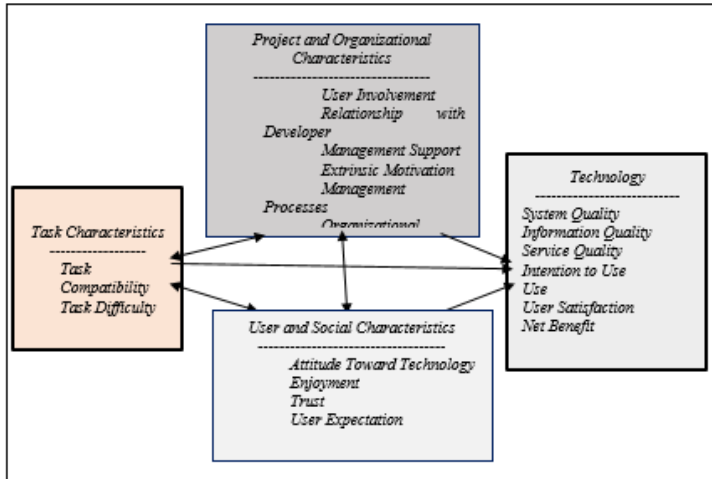 Project and Organizational
Characteristics
---------------------------------
User Involvement
Relationship with
Developer
Management Support
Extrinsic Motivation
Management
Processes
Organizational
Task Characteristics
------------------
Task
Compatibility
Task Difficulty
Technology
---------------------------
System Quality
Information Quality
Service Quality
Intention to Use
Use
User Satisfaction
Net Benefit
User and Social Characteristics
-----------------------------------
Attitude Toward Technology
Enjoyment
Trust
User Expectation